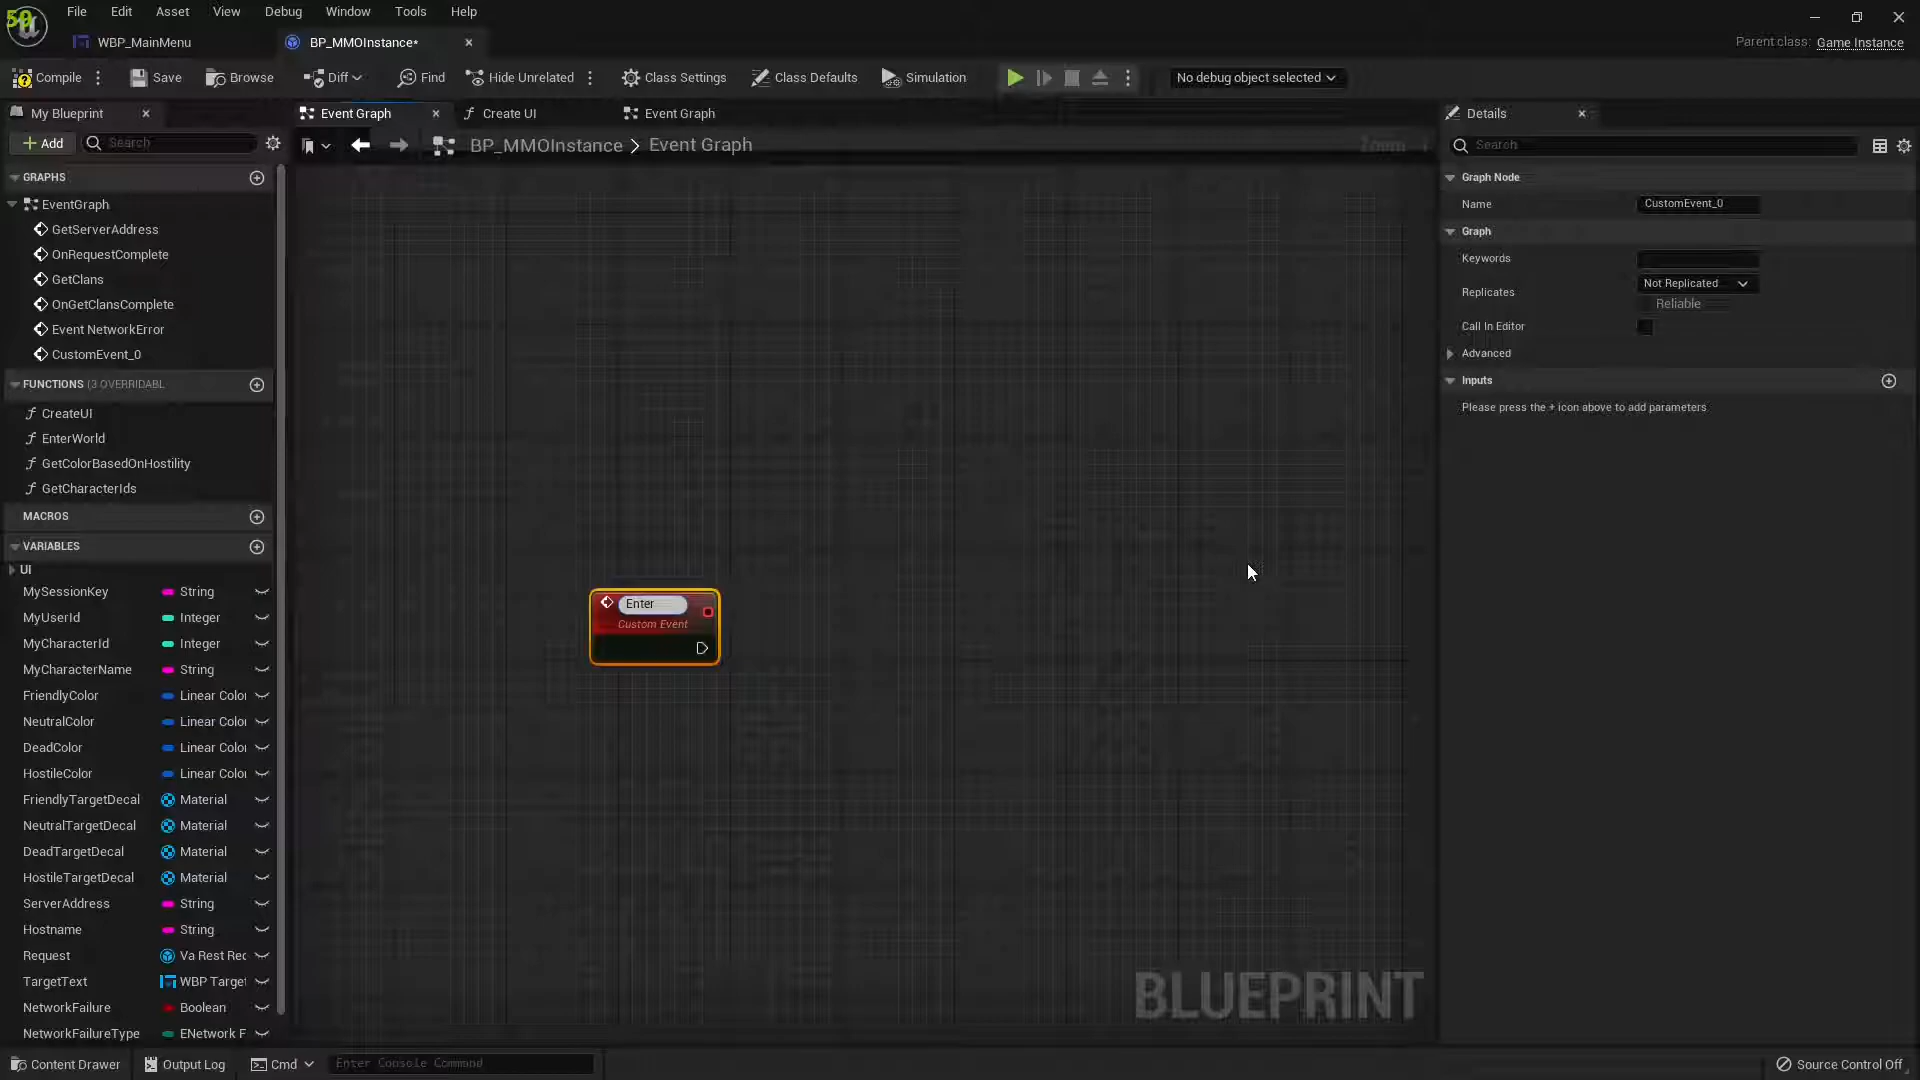 50
File Edit Asset View Debug Window Tools Help
WBP_MainMenu
BP_MMOInstance*
Parent class: Game Instance
Compile
Save
Browse
Diff
Find
Hide Unrelated
Class Settings
Class Defaults
Simulation
No debug object selected
My Blueprint
Event Graph
Create UI
Event Graph
Details
Add
Search
BP_MMOInstance > Event Graph
Zoom
Search
GRAPHS
EventGraph
GetServerAddress
OnRequestComplete
GetClans
OnGetClansComplete
Event NetworkError
CustomEvent_0
FUNCTIONS (3 OVERRIDABL
CreateUI
EnterWorld
GetColorBasedOnHostility
GetCharacterIds
MACROS
VARIABLES
UI
MySessionKey String
MyUserId Integer
MyCharacterId Integer
MyCharacterName String
FriendlyColor Linear Color
NeutralColor Linear Color
DeadColor Linear Color
HostileColor Linear Color
FriendlyTargetDecal Material
NeutralTargetDecal Material
DeadTargetDecal Material
HostileTargetDecal Material
ServerAddress String
Hostname String
Request Va Rest Rec
TargetText WBP Target
NetworkFailure Boolean
NetworkFailureType ENetwork F
Enter
Custom Event
BLUEPRINT
Graph Node
Name CustomEvent_0
Graph
Keywords
Replicates Not Replicated
Reliable
Call In Editor
Advanced
Inputs
Please press the + icon above to add parameters
Content Drawer
Output Log
Cmd
Enter Console Command
Source Control Off